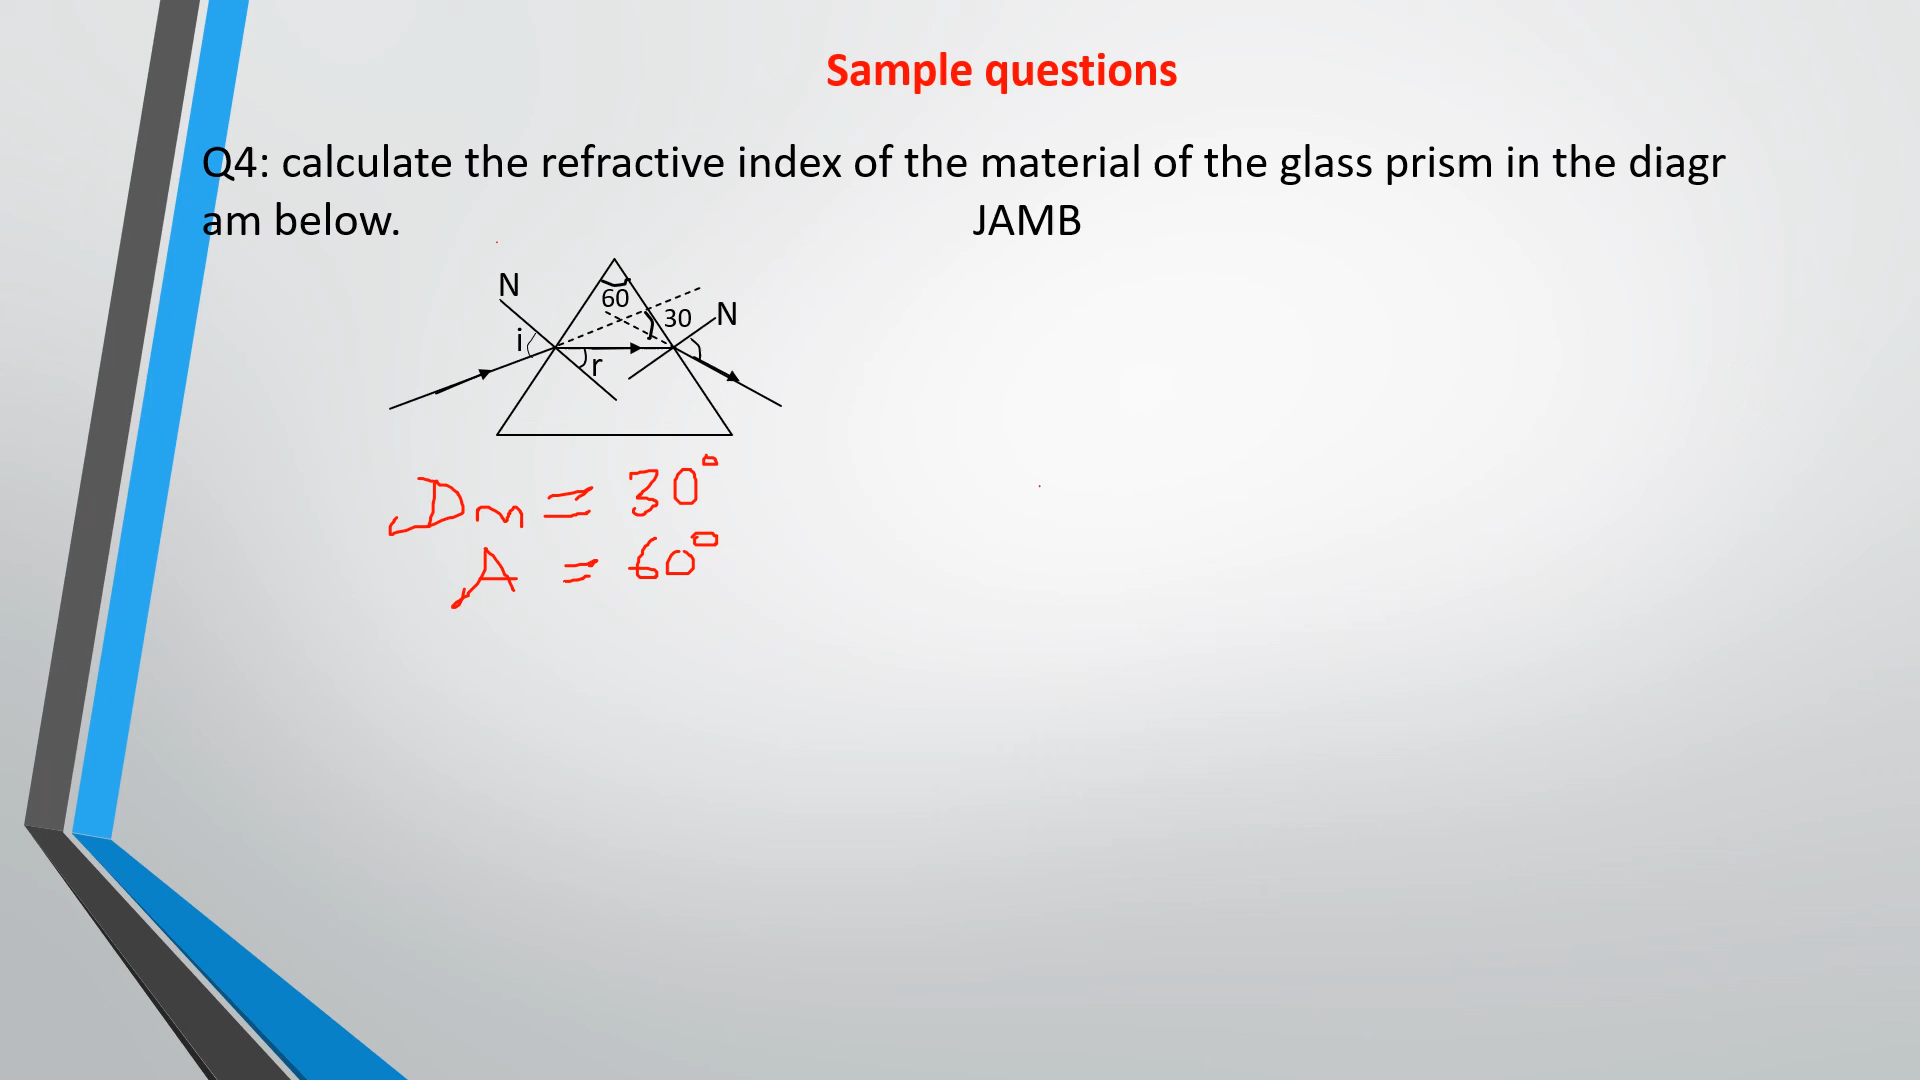 Sample questions
Q4: calculate the refractive index of the material of the glass prism in the diagr
am below. JAMB
N
60
30
N
i
r
Dm = 30°
A = 60°